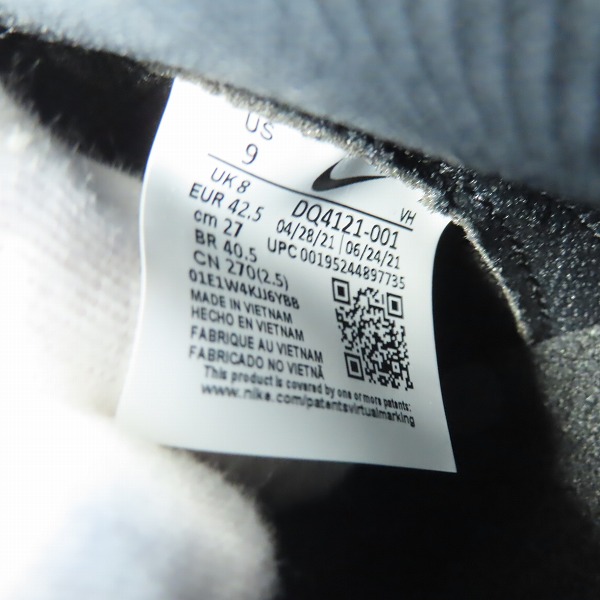 US
9
UK 8
EUR 42.5
cm 27
BR 40.5
CN 270(2.5)
01E1W4KJJ6YBB
MADE IN VIETNAM
HECHO EN VIETNAM
FABRIQUE AU VIETNAM
FABRICADO NO VIETNÃ
VH
DQ4121-001
04/28/21 06/24/21
UPC 00195244897735
This product is covered by one or more patents:
www.nike.com/patentsvirtualmarking